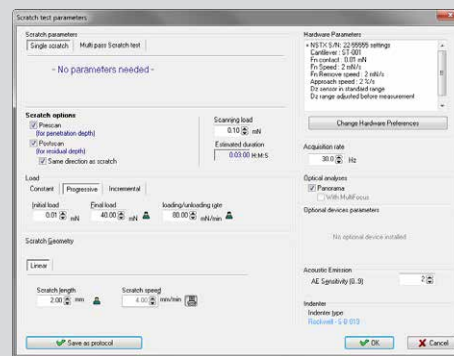 Scratch test parameters
Scratch parameters
Single scratch Multi pass Scratch test
- No parameters needed -
Scratch options
Prescan
(for penetration depth)
Postscan
(for residual depth)
Same direction as scratch
Scanning load
0.10 mN
Estimated duration
0:03:00 H:M:S
Load
Constant Progressive Incremental
Initial load Final load loading/unloading rate
0.01 mN 40.00 mN 80.00 mN/min
Scratch Geometry
Linear
Scratch length Scratch speed
2.00 mm 4.00 mm/min
Save as protocol
Hardware Parameters
NSTX S/N: 22-55555 settings
Cantilever : ST-001
Fn contact : 0.01 mN
Fn Speed : 2 mN/s
Fn Remove speed : 2 mN/s
Approach speed : 2 %/s
Dz sensor in standard range
Dz range adjusted before measurement
Change Hardware Preferences
Acquisition rate
30.0 Hz
Optical analyses
Panorama
With MultiFocus
Optional devices parameters
No optional device installed
Acoustic Emission
AE Sensitivity (0..9) 2
Indenter
Indenter type:
OK Cancel